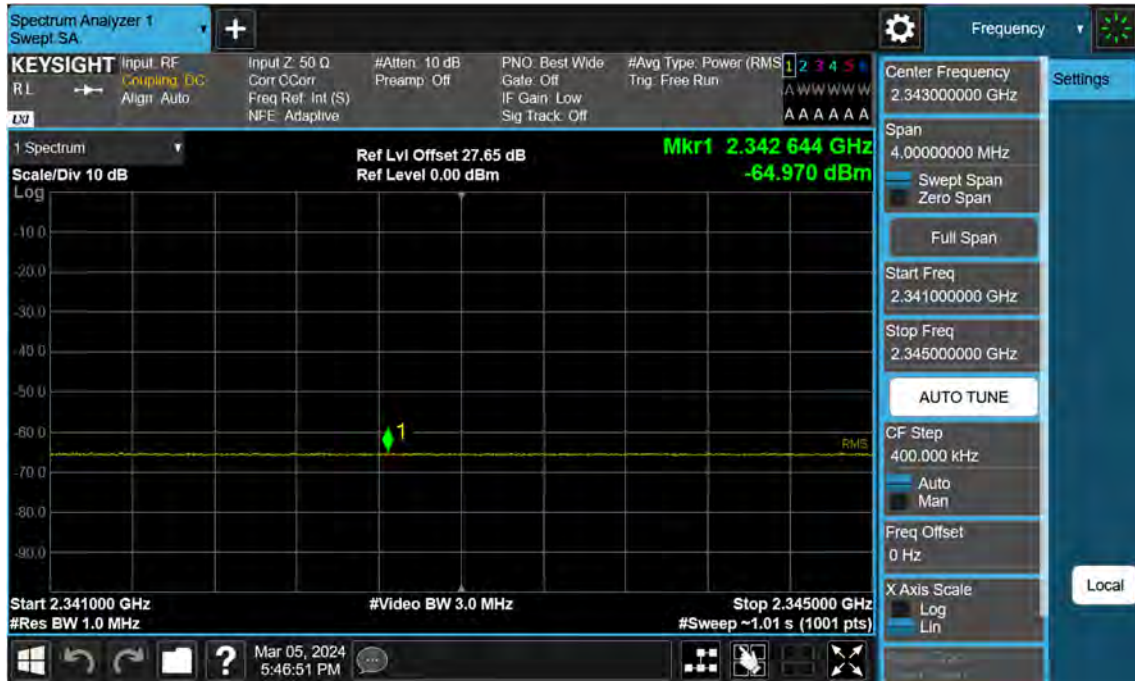 Spectrum Analyzer 1
Swept SA
Frequency
KEYSIGHT
R L
LXI
Input: RF
Coupling: DC
Align: Auto
Input Z: 50 Ω
Corr CCorr
Freq Ref: Int (S)
NFE: Adaptive
#Atten: 10 dB
Preamp: Off
PNO: Best Wide
Gate: Off
IF Gain: Low
Sig Track: Off
#Avg Type: Power (RMS
Trig: Free Run
1 2 3 4 5 6
A W W W W W
A A A A A A
1 Spectrum
Scale/Div 10 dB
Log
Ref Lvl Offset 27.65 dB
Ref Level 0.00 dBm
Mkr1 2.342 644 GHz
-64.970 dBm
-10.0
-20.0
-30.0
-40.0
-50.0
-60.0
-70.0
-80.0
-90.0
1
RMS
Start 2.341000 GHz
#Res BW 1.0 MHz
#Video BW 3.0 MHz
Stop 2.345000 GHz
#Sweep ~1.01 s (1001 pts)
Mar 05, 2024
5:46:51 PM
Center Frequency
2.343000000 GHz
Span
4.00000000 MHz
Swept Span
Zero Span
Full Span
Start Freq
2.341000000 GHz
Stop Freq
2.345000000 GHz
AUTO TUNE
CF Step
400.000 kHz
Auto
Man
Freq Offset
0 Hz
X Axis Scale
Log
Lin
Settings
Local